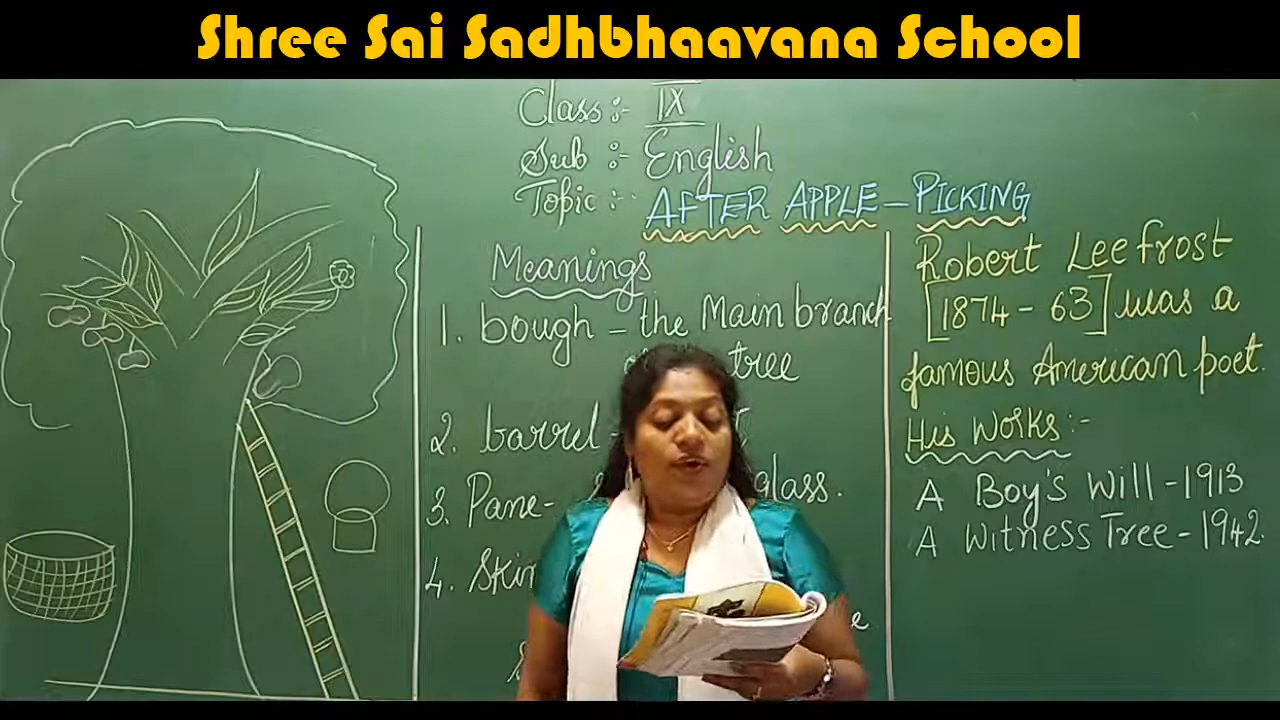 Shree Sai Sadhbhaavana School
Class :- IX
Sub :- English
Topic :- AFTER APPLE-PICKING
Meanings
1. bough - the Main branch
tree
2. barrel -
3. Pane- glass.
4.
Robert Lee frost
[1874 - 63] was a
famous American poet.
His Works :-
A Boy's Will - 1913
A Witness Tree - 1942.